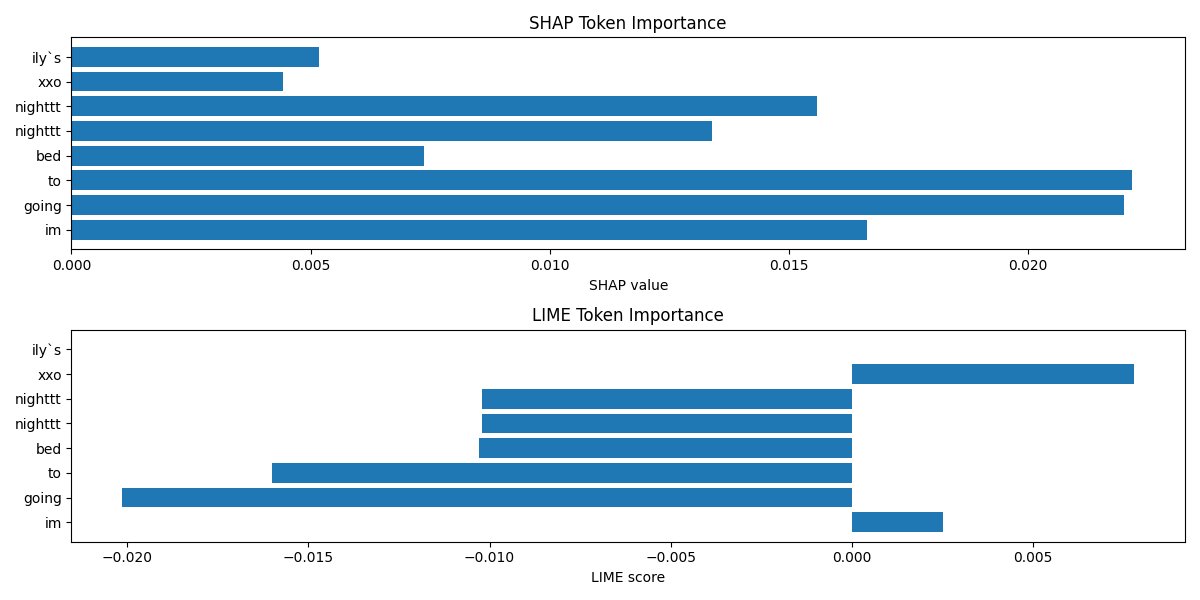 SHAP Token Importance
ily`s
xxo
nighttt
nighttt
bed
to
going
im
0.000 0.005 0.010 0.015 0.020
SHAP value
LIME Token Importance
ily`s
xxo
nighttt
nighttt
bed
to
going
im
−0.020 −0.015 −0.010 −0.005 0.000 0.005
LIME score